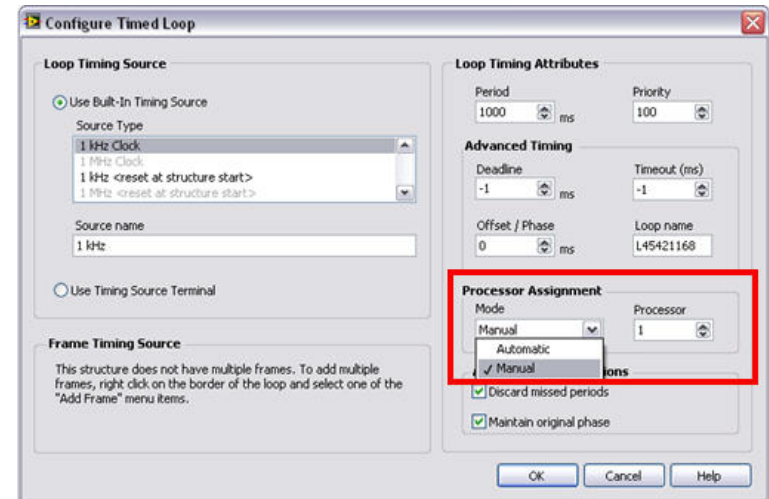 Configure Timed Loop
Loop Timing Source
Use Built-In Timing Source
Source Type
1 kHz Clock
1 MHz Clock
1 kHz <reset at structure start>
1 MHz <reset at structure start>
Source name
1 kHz
Use Timing Source Terminal
Frame Timing Source
This structure does not have multiple frames. To add multiple
frames, right click on the border of the loop and select one of the
"Add Frame" menu items.
Loop Timing Attributes
Period
Priority
1000 ms
100
Advanced Timing
Deadline
Timeout (ms)
-1 ms
-1
Offset / Phase
Loop name
0 ms
L45421168
Processor Assignment
Mode
Processor
Manual
1
Automatic
✓ Manual
Discard missed periods
Maintain original phase
OK
Cancel
Help